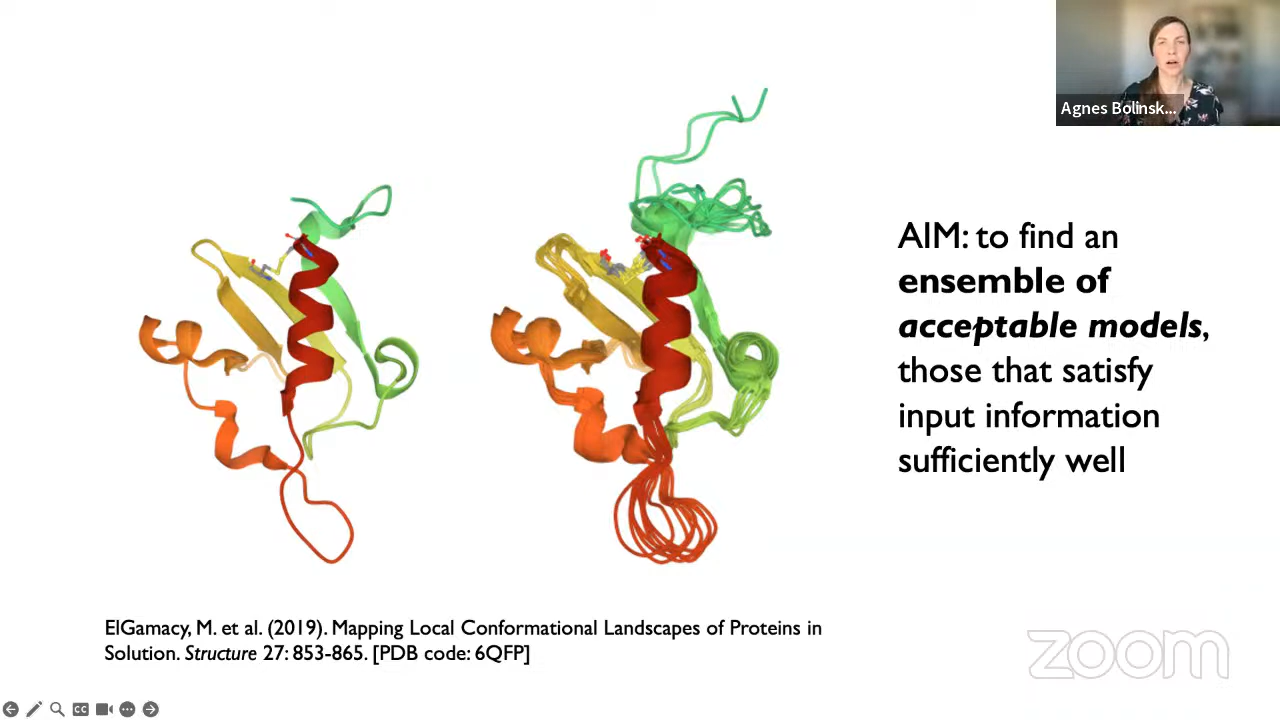 Agnes Bolinsk...
AIM: to find an
ensemble of
acceptable models,
those that satisfy
input information
sufficiently well
ElGamacy, M. et al. (2019). Mapping Local Conformational Landscapes of Proteins in
Solution. Structure 27: 853-865. [PDB code: 6QFP]
zoom
CC